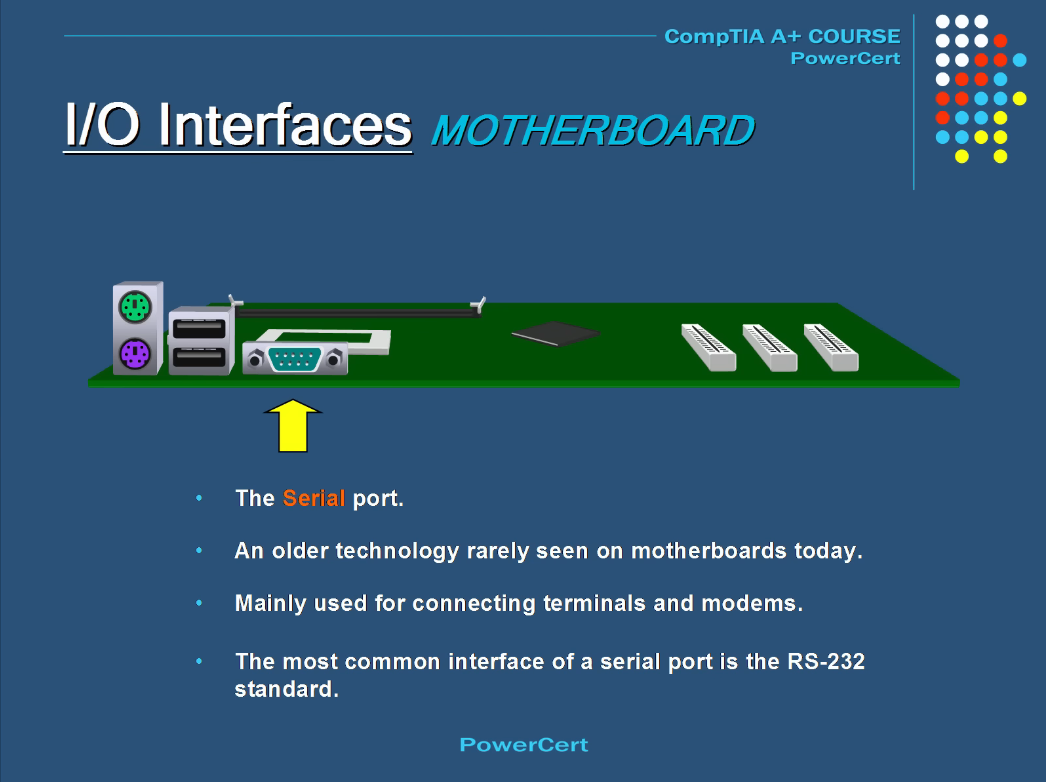 CompTIA A+ COURSE
PowerCert
I/O Interfaces MOTHERBOARD
• The Serial port.
• An older technology rarely seen on motherboards today.
• Mainly used for connecting terminals and modems.
• The most common interface of a serial port is the RS-232
standard.
PowerCert